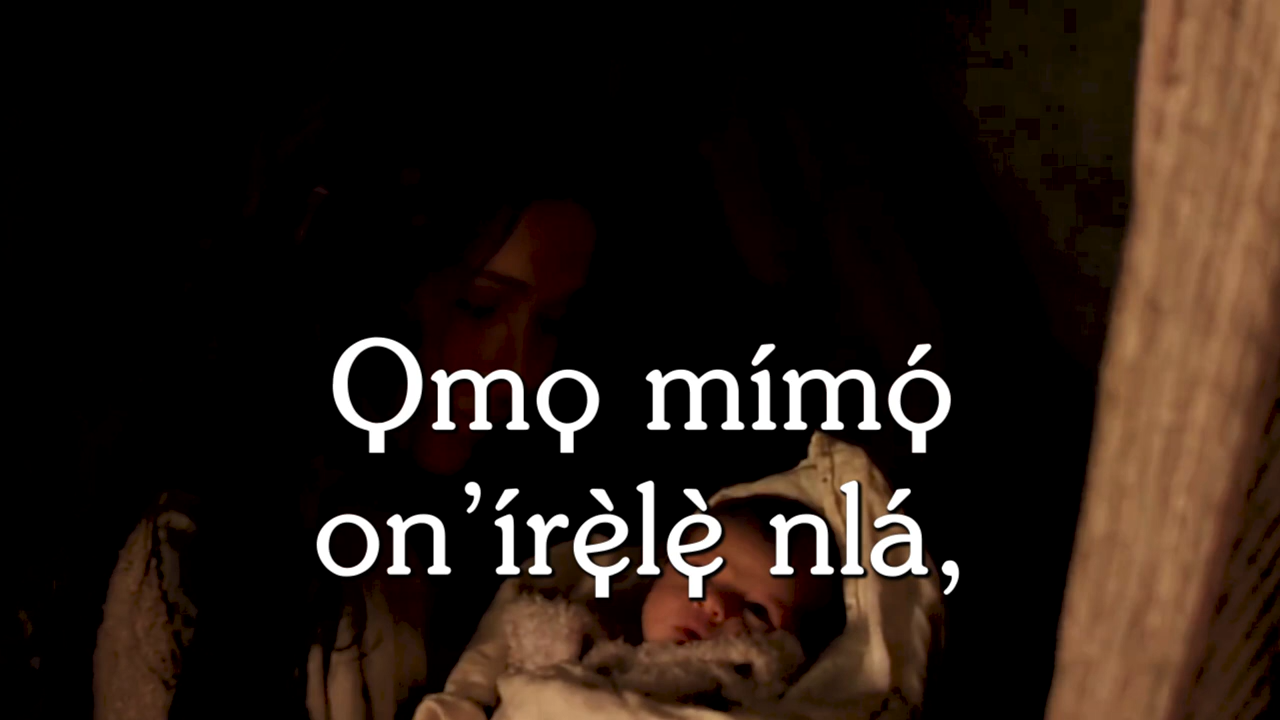 Ọmọ mímọ́
on’írẹ̀lẹ̀ nlá,